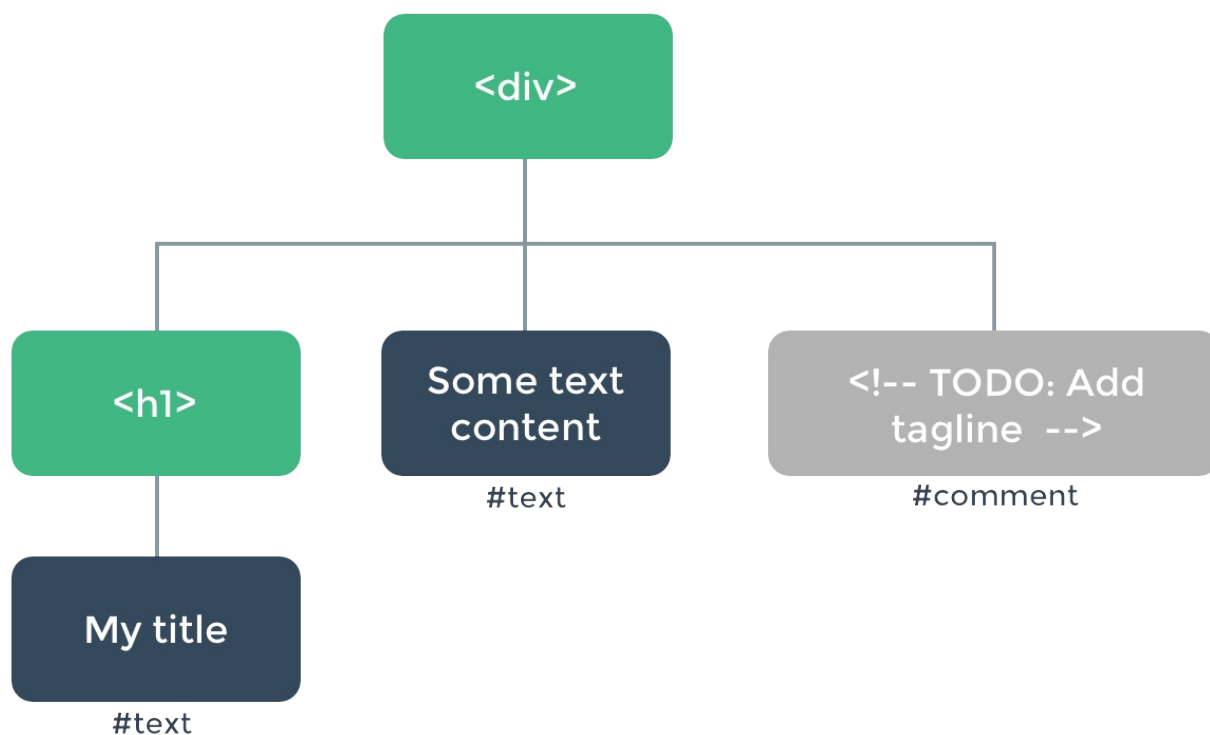 <div>
<h1>
Some text
content
<!-- TODO: Add
tagline  -->
#text
#comment
My title
#text